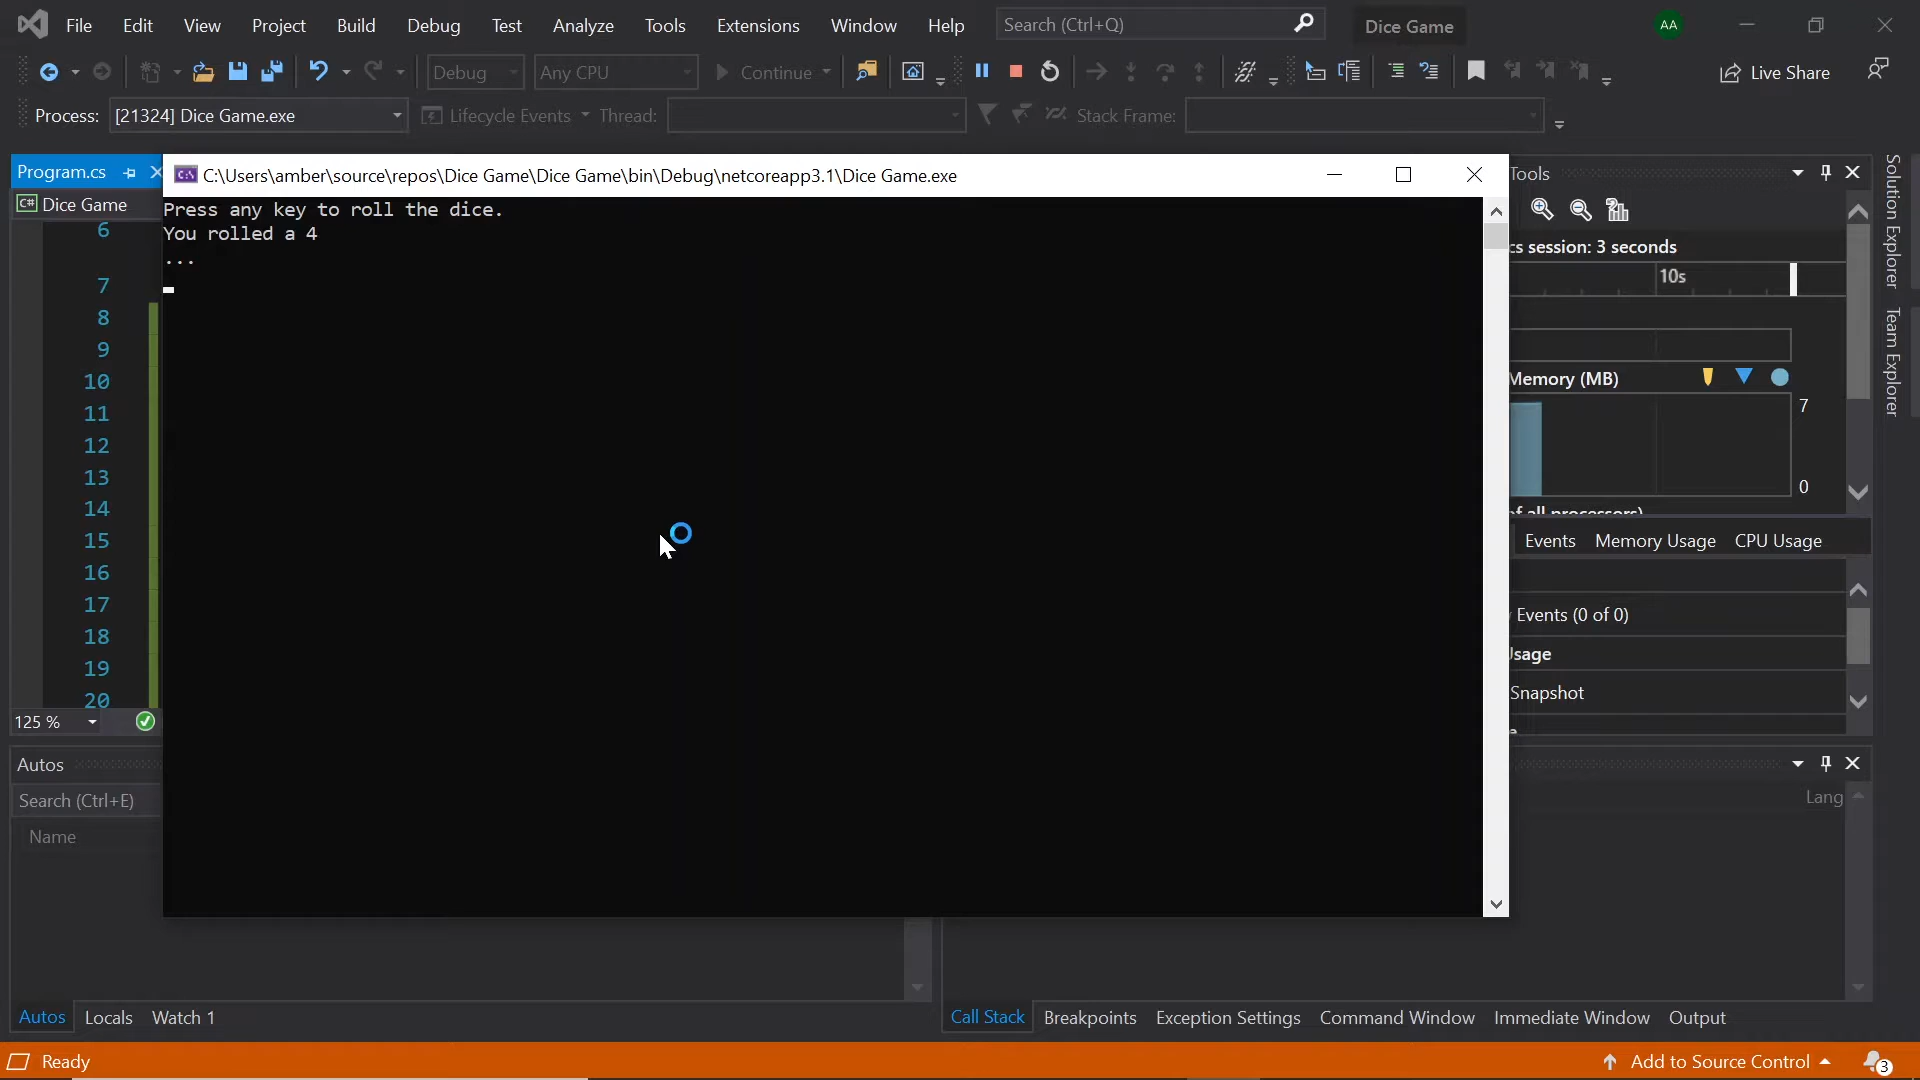 File Edit View Project Build Debug Test Analyze Tools Extensions Window Help Search (Ctrl+Q) Dice Game AA
Debug Any CPU Continue Live Share
Process: [21324] Dice Game.exe Lifecycle Events Thread: Stack Frame:
Program.cs
C:\Users\amber\source\repos\Dice Game\Dice Game\bin\Debug\netcoreapp3.1\Dice Game.exe
Tools
Solution Explorer
Team Explorer
C# Dice Game
Press any key to roll the dice.
You rolled a 4
...
6
7
8
9
10
11
12
13
14
15
16
17
18
19
20
125 %
cs session: 3 seconds
10s
Memory (MB)
7
0
of all processors)
Events Memory Usage CPU Usage
Events (0 of 0)
Usage
Snapshot
Autos
Search (Ctrl+E)
Name
Lang
Autos Locals Watch 1
Call Stack Breakpoints Exception Settings Command Window Immediate Window Output
Ready
Add to Source Control 3